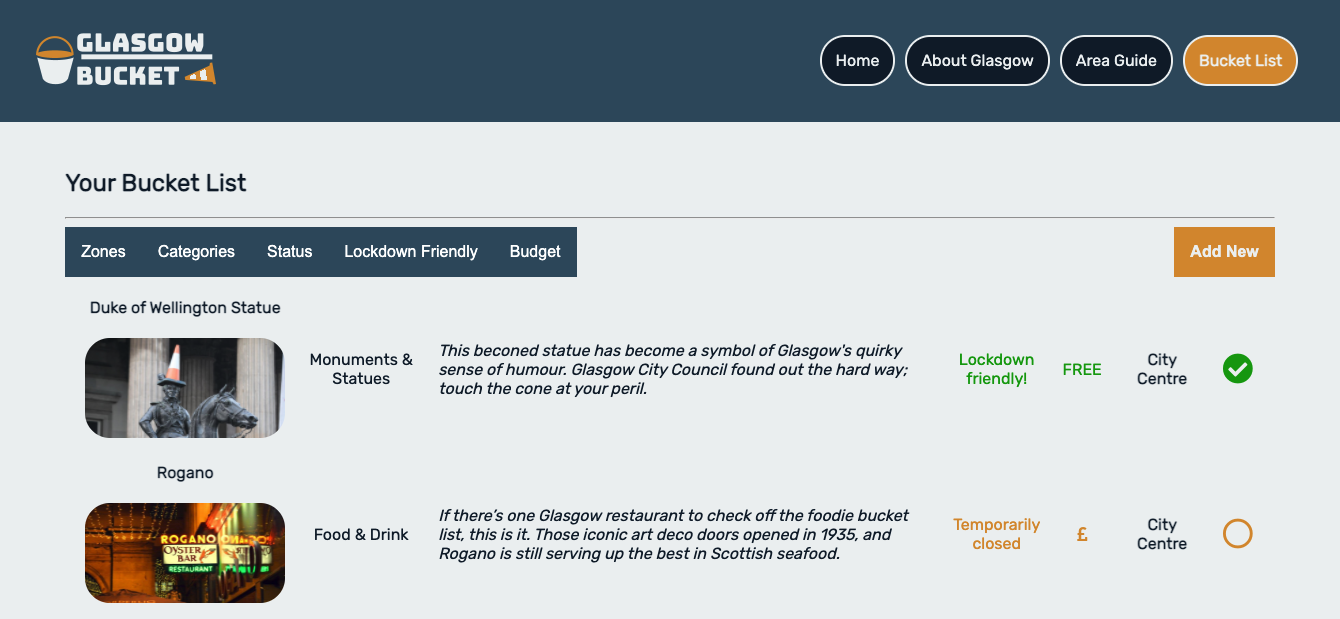 GLASGOW
BUCKET
Home
About Glasgow
Area Guide
Bucket List
Your Bucket List
Zones
Categories
Status
Lockdown Friendly
Budget
Add New
Duke of Wellington Statue
Monuments &
Statues
This beconed statue has become a symbol of Glasgow's quirky
sense of humour. Glasgow City Council found out the hard way;
touch the cone at your peril.
Lockdown
friendly!
FREE
City
Centre
Rogano
ROGANO
OYSTER
BAR
RESTAURANT
Food & Drink
If there’s one Glasgow restaurant to check off the foodie bucket
list, this is it. Those iconic art deco doors opened in 1935, and
Rogano is still serving up the best in Scottish seafood.
Temporarily
closed
£
City
Centre